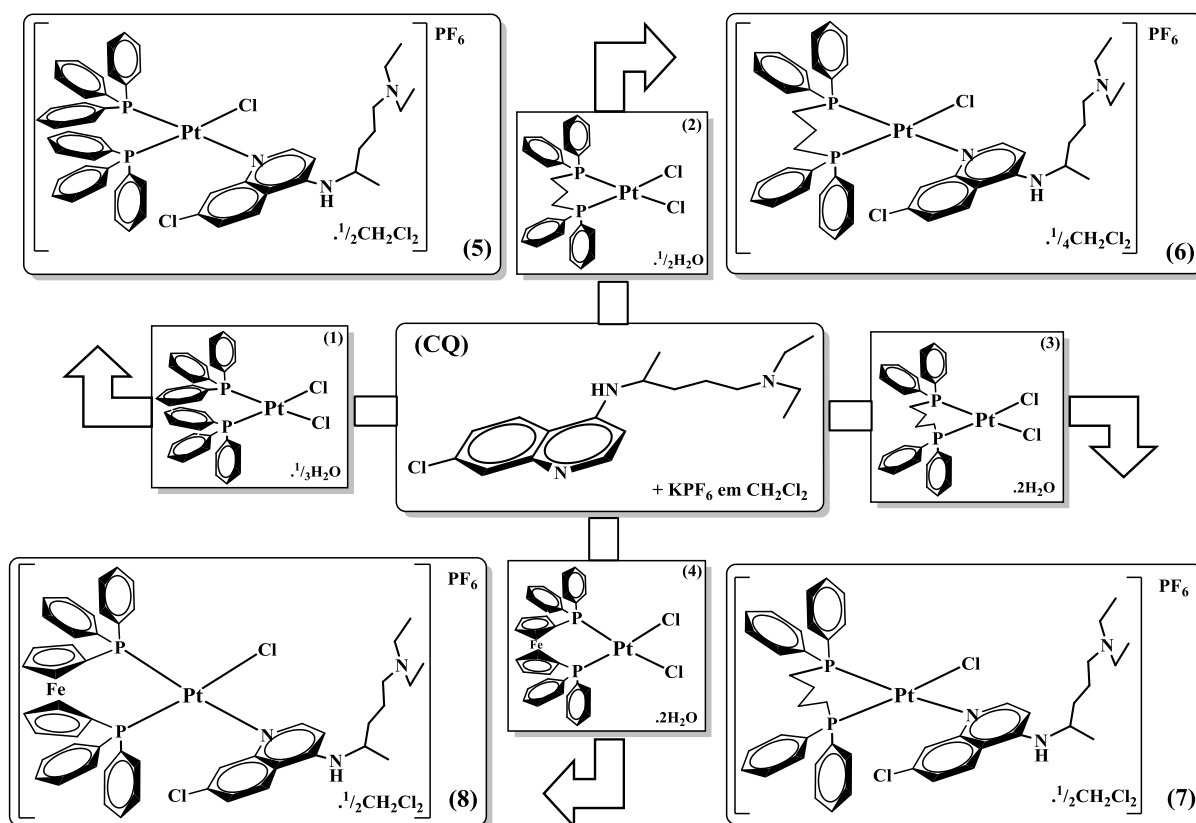 PF6
N
P
Cl
Pt
P
N
N
H
Cl
.1/2CH2Cl2
(5)
(2)
P
Cl
Pt
P
Cl
.1/2H2O
PF6
N
P
Cl
Pt
P
N
N
H
Cl
.1/4CH2Cl2
(6)
(1)
P
Cl
Pt
P
Cl
.1/3H2O
(CQ)
HN
N
Cl
N
+ KPF6 em CH2Cl2
(3)
P
Cl
Pt
P
Cl
.2H2O
PF6
N
P
Cl
Fe
Pt
P
N
N
H
Cl
.1/2CH2Cl2
(8)
(4)
P
Cl
Fe
Pt
P
Cl
.2H2O
PF6
N
P
Cl
Pt
P
N
N
H
Cl
.1/2CH2Cl2
(7)